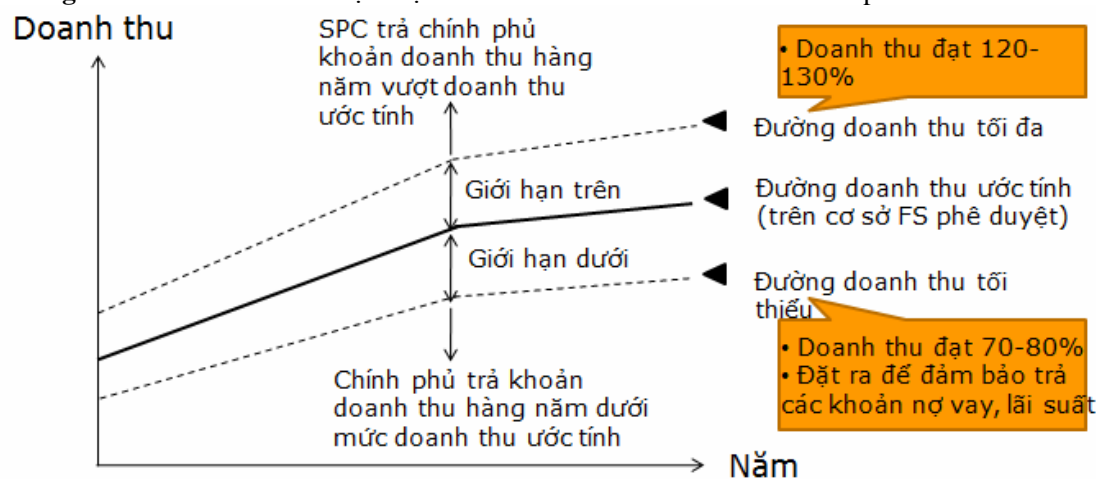 Doanh thu
SPC trả chính phủ
khoản doanh thu hàng
năm vượt doanh thu
ước tính
• Doanh thu đạt 120-
130%
Đường doanh thu tối đa
Giới hạn trên
Đường doanh thu ước tính
(trên cơ sở FS phê duyệt)
Giới hạn dưới
Đường doanh thu tối
thiểu
• Doanh thu đạt 70-80%
• Đặt ra để đảm bảo trả
các khoản nợ vay, lãi suất
Chính phủ trả khoản
doanh thu hàng năm dưới
mức doanh thu ước tính
Năm